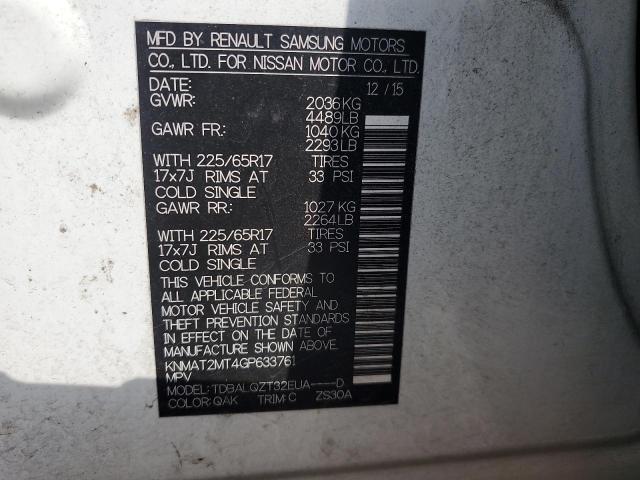 MFD BY RENAULT SAMSUNG MOTORS
CO., LTD. FOR NISSAN MOTOR CO., LTD.
DATE: 12 / 15
GVWR: 2036 KG
4489 LB
GAWR FR: 1040 KG
2293 LB
WITH 225/65R17 TIRES
17x7J RIMS AT 33 PSI
COLD SINGLE
GAWR RR: 1027 KG
2264 LB
WITH 225/65R17 TIRES
17x7J RIMS AT 33 PSI
COLD SINGLE
THIS VEHICLE CONFORMS TO
ALL APPLICABLE FEDERAL
MOTOR VEHICLE SAFETY AND
THEFT PREVENTION STANDARDS
IN EFFECT ON THE DATE OF
MANUFACTURE SHOWN ABOVE.
KNMAT2MT4GP633761
MPV
MODEL: TDBALQZT32EUA----D
COLOR: QAK TRIM: C ZS30A